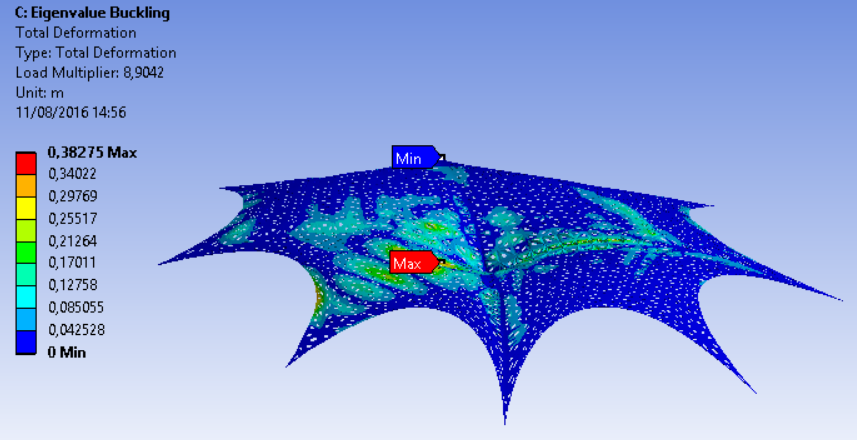 C: Eigenvalue Buckling
Total Deformation
Type: Total Deformation
Load Multiplier: 8,9042
Unit: m
11/08/2016 14:56
0,38275 Max
0,34022
0,29769
0,25517
0,21264
0,17011
0,12758
0,085055
0,042528
0 Min
Min
Max